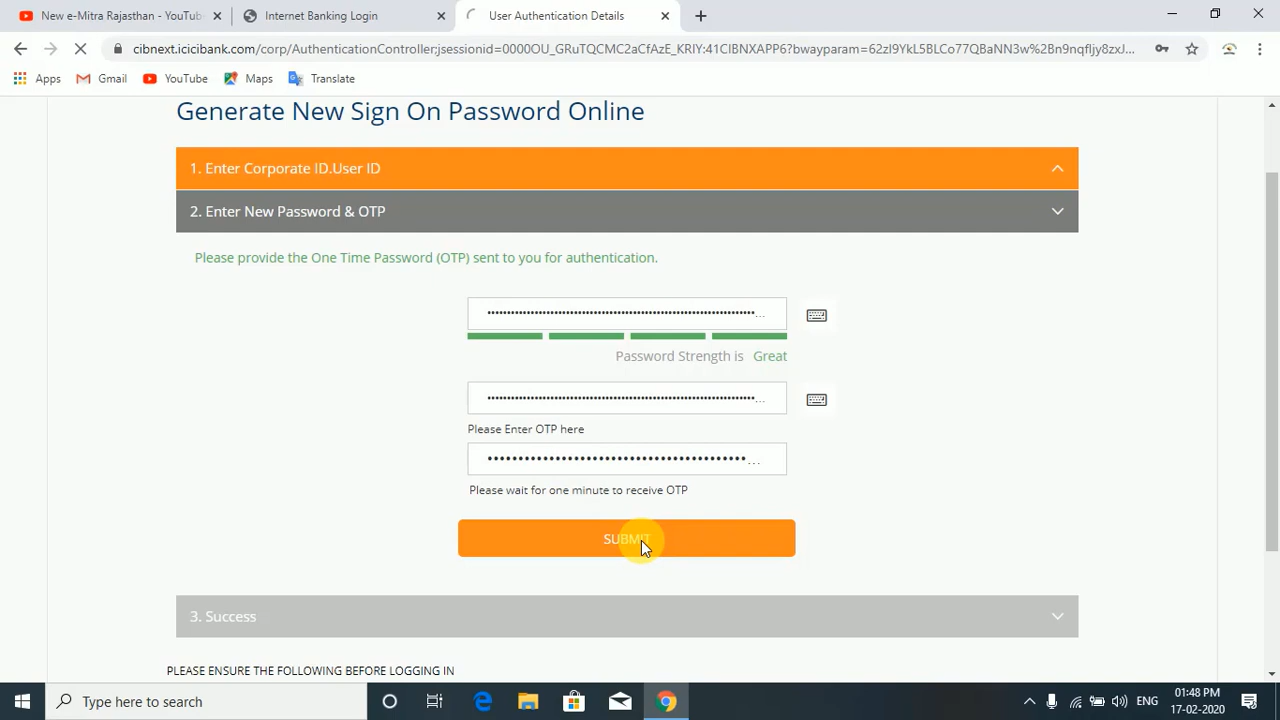 New e-Mitra Rajasthan - YouTub
Internet Banking Login
User Authentication Details
cibnext.icicibank.com/corp/AuthenticationController;jsessionid=0000OU_GRuTQCMC2aCfAzE_KRIY:41CIBNXAPP6?bwayparam=62zI9YkL5BLCo77QBaNN3w%2Bn9nqfIjy8zxJ...
Apps
Gmail
YouTube
Maps
Translate
Generate New Sign On Password Online
1. Enter Corporate ID.User ID
2. Enter New Password & OTP
Please provide the One Time Password (OTP) sent to you for authentication.
Password Strength is Great
Please Enter OTP here
Please wait for one minute to receive OTP
SUBMIT
3. Success
PLEASE ENSURE THE FOLLOWING BEFORE LOGGING IN
Type here to search
ENG
01:48 PM
17-02-2020